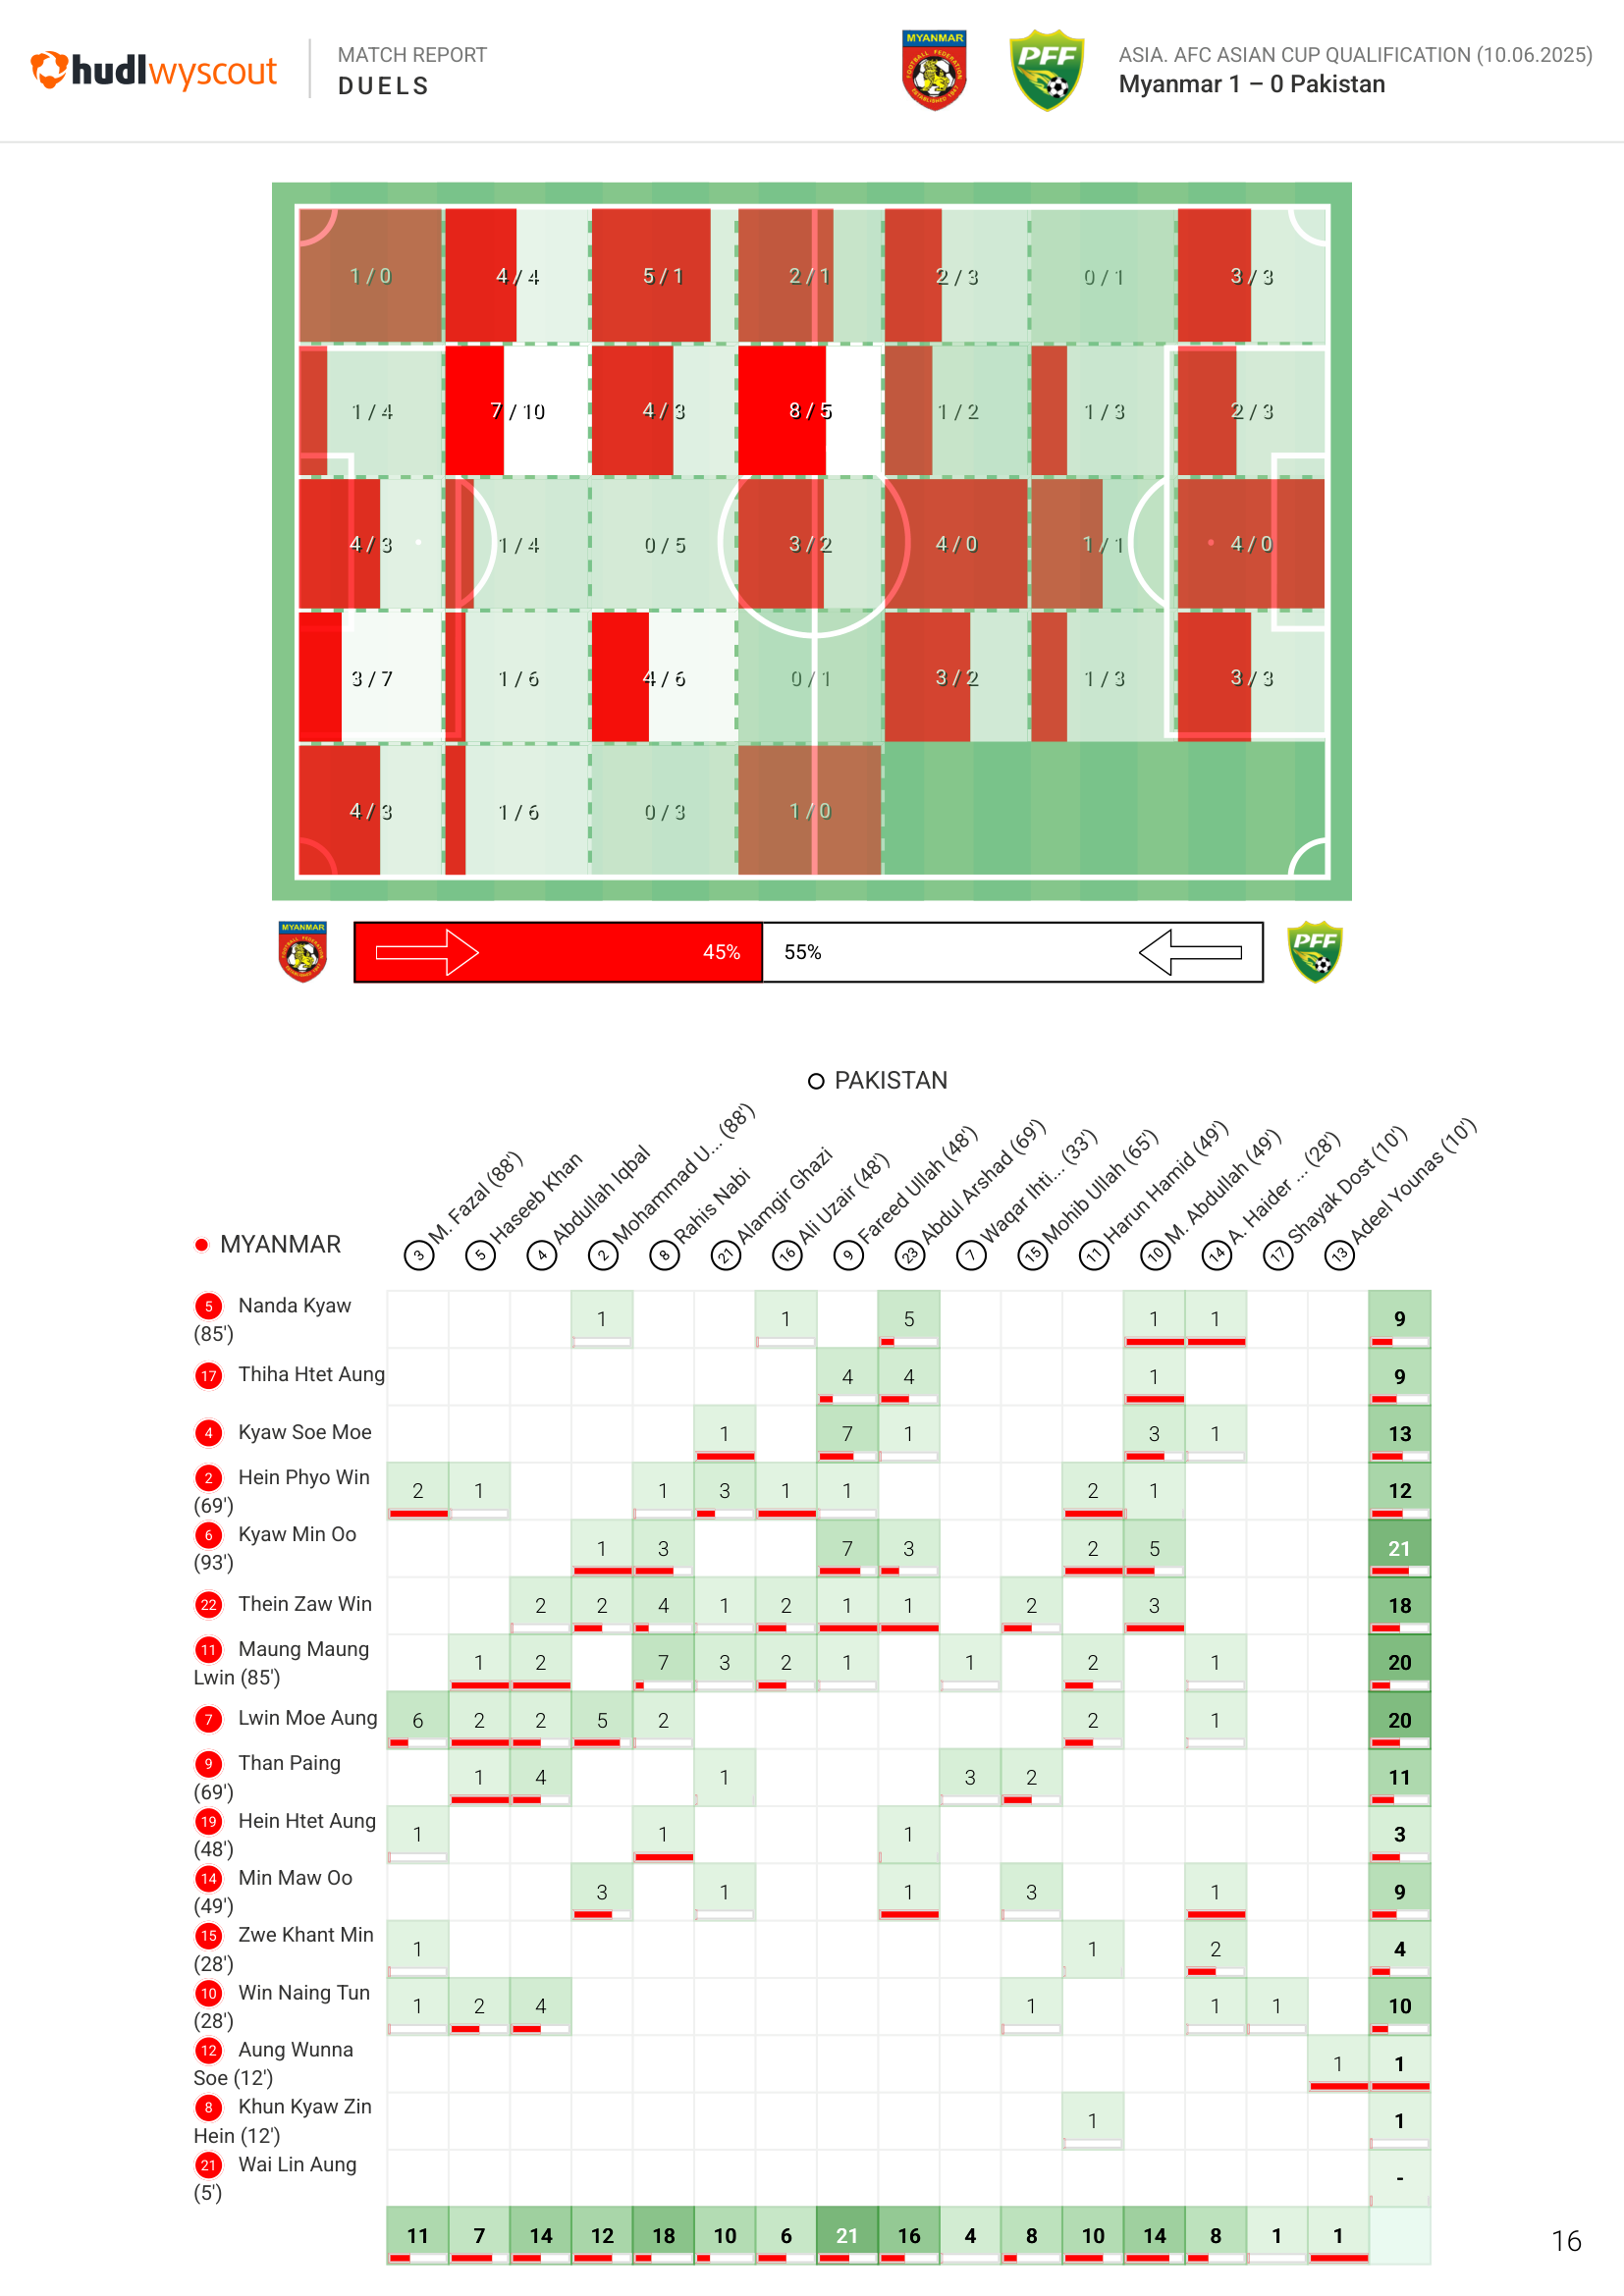 hudl wyscout
MATCH REPORT
DUELS
MYANMAR
PFF
ASIA. AFC ASIAN CUP QUALIFICATION (10.06.2025)
Myanmar 1 – 0 Pakistan
1 / 0 4 / 4 5 / 1 2 / 1 2 / 3 0 / 1 3 / 3
1 / 4 7 / 10 4 / 3 8 / 5 1 / 2 1 / 3 2 / 3
4 / 3 1 / 4 0 / 5 3 / 2 4 / 0 1 / 1 4 / 0
3 / 7 1 / 6 4 / 6 0 / 1 3 / 2 1 / 3 3 / 3
4 / 3 1 / 6 0 / 3 1 / 0
MYANMAR
45% 55%
PFF
PAKISTAN
3 M. Fazal (88')
5 Haseeb Khan
4 Abdullah Iqbal
2 Mohammad U... (88')
8 Rahis Nabi
21 Alamgir Ghazi
16 Ali Uzair (48')
9 Fareed Ullah (48')
23 Abdul Arshad (69')
7 Waqar Ihti... (33')
15 Mohib Ullah (65')
11 Harun Hamid (49')
10 M. Abdullah (49')
14 A. Haider ... (28')
17 Shayak Dost (10')
13 Adeel Younas (10')
MYANMAR
5 Nanda Kyaw (85') 1 1 5 1 1 9
17 Thiha Htet Aung 4 4 1 9
4 Kyaw Soe Moe 1 7 1 3 1 13
2 Hein Phyo Win (69') 2 1 1 3 1 1 2 1 12
6 Kyaw Min Oo (93') 1 3 7 3 2 5 21
22 Thein Zaw Win 2 2 4 1 2 1 1 2 3 18
11 Maung Maung Lwin (85') 1 2 7 3 2 1 1 2 1 20
7 Lwin Moe Aung 6 2 2 5 2 2 1 20
9 Than Paing (69') 1 4 1 3 2 11
19 Hein Htet Aung (48') 1 1 1 3
14 Min Maw Oo (49') 3 1 1 3 1 9
15 Zwe Khant Min (28') 1 1 2 4
10 Win Naing Tun (28') 1 2 4 1 1 1 10
12 Aung Wunna Soe (12') 1 1
8 Khun Kyaw Zin Hein (12') 1 1
21 Wai Lin Aung (5') -
11 7 14 12 18 10 6 21 16 4 8 10 14 8 1 1
16